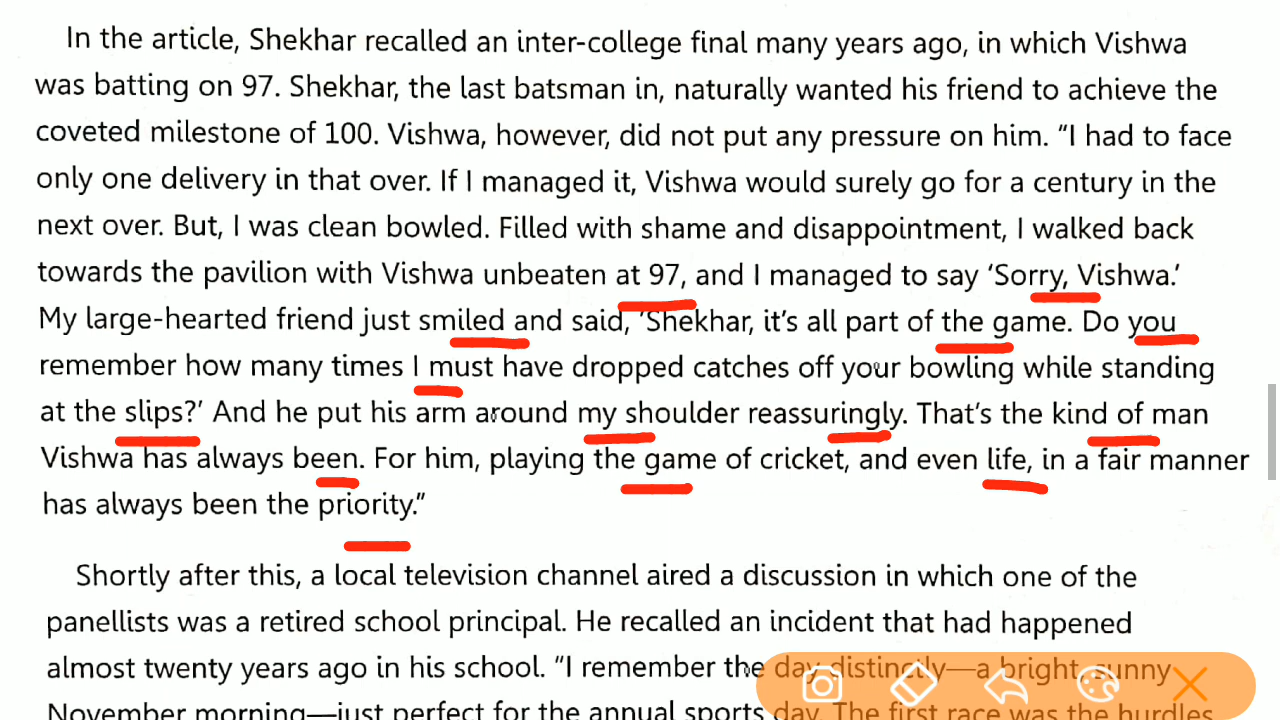 In the article, Shekhar recalled an inter-college final many years ago, in which Vishwa
was batting on 97. Shekhar, the last batsman in, naturally wanted his friend to achieve the
coveted milestone of 100. Vishwa, however, did not put any pressure on him. “I had to face
only one delivery in that over. If I managed it, Vishwa would surely go for a century in the
next over. But, I was clean bowled. Filled with shame and disappointment, I walked back
towards the pavilion with Vishwa unbeaten at 97, and I managed to say ‘Sorry, Vishwa.’
My large-hearted friend just smiled and said, ‘Shekhar, it’s all part of the game. Do you
remember how many times I must have dropped catches off your bowling while standing
at the slips?’ And he put his arm around my shoulder reassuringly. That’s the kind of man
Vishwa has always been. For him, playing the game of cricket, and even life, in a fair manner
has always been the priority.”
Shortly after this, a local television channel aired a discussion in which one of the
panellists was a retired school principal. He recalled an incident that had happened
almost twenty years ago in his school. “I remember the day distinctly—a bright, sunny
November morning—just perfect for the annual sports day. The first race was the hurdles